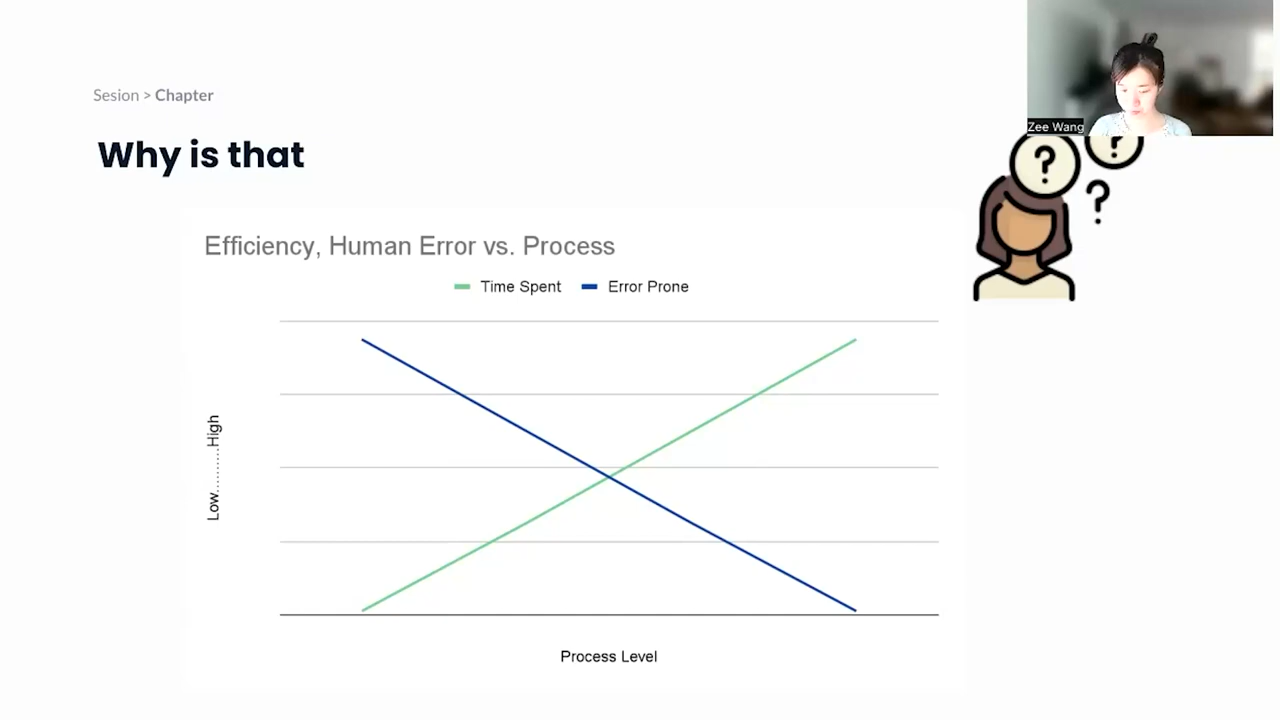 Sesion > Chapter
Why is that
Zee Wang
? ? ?
Efficiency, Human Error vs. Process
Time Spent
Error Prone
Low.........High
Process Level